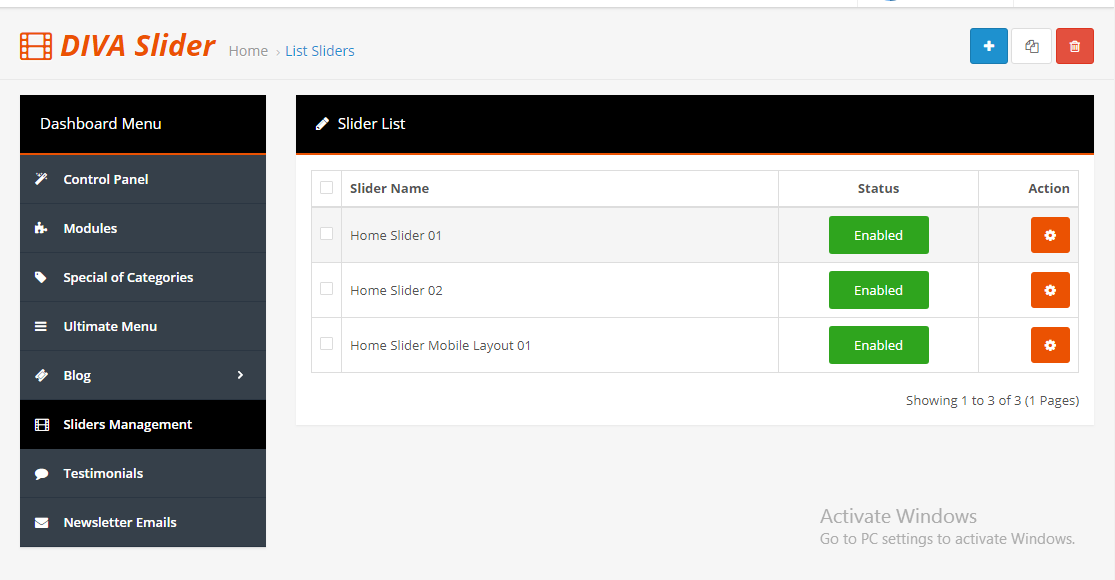 DIVA Slider Home › List Sliders
Dashboard Menu
Control Panel
Modules
Special of Categories
Ultimate Menu
Blog
Sliders Management
Testimonials
Newsletter Emails
Slider List
Slider Name Status Action
Home Slider 01 Enabled
Home Slider 02 Enabled
Home Slider Mobile Layout 01 Enabled
Showing 1 to 3 of 3 (1 Pages)
Activate Windows
Go to PC settings to activate Windows.